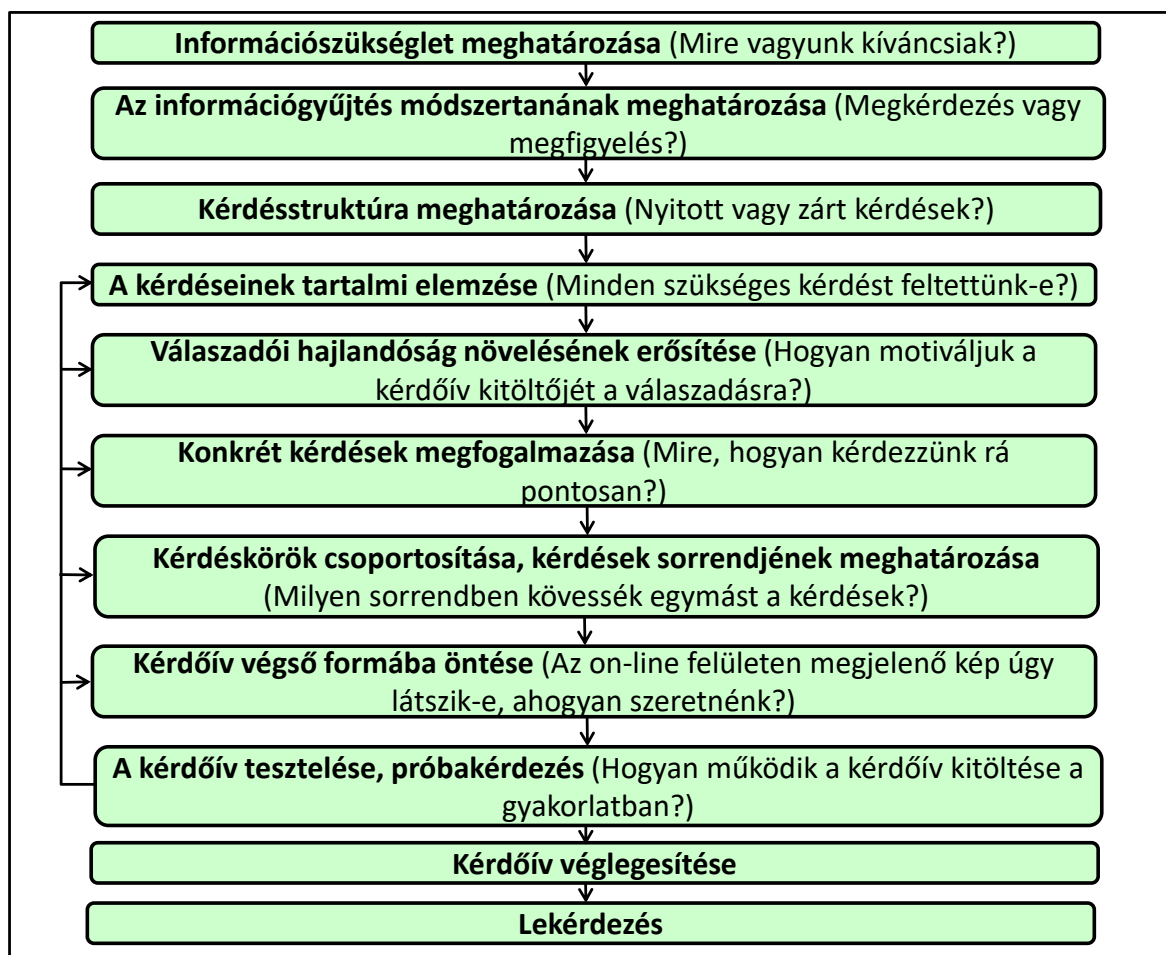 Információszükséglet meghatározása (Mire vagyunk kíváncsiak?)
Az információgyűjtés módszertanának meghatározása (Megkérdezés vagy
megfigyelés?)
Kérdésstruktúra meghatározása (Nyitott vagy zárt kérdések?)
A kérdéseinek tartalmi elemzése (Minden szükséges kérdést feltettünk-e?)
Válaszadói hajlandóság növelésének erősítése (Hogyan motiváljuk a
kérdőív kitöltőjét a válaszadásra?)
Konkrét kérdések megfogalmazása (Mire, hogyan kérdezzünk rá
pontosan?)
Kérdéskörök csoportosítása, kérdések sorrendjének meghatározása
(Milyen sorrendben kövessék egymást a kérdések?)
Kérdőív végső formába öntése (Az on-line felületen megjelenő kép úgy
látszik-e, ahogyan szeretnénk?)
A kérdőív tesztelése, próbakérdezés (Hogyan működik a kérdőív kitöltése a
gyakorlatban?)
Kérdőív véglegesítése
Lekérdezés